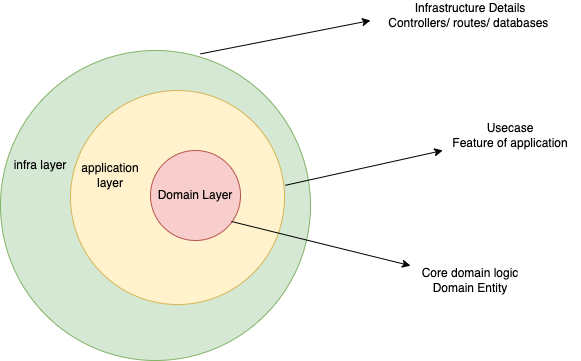 Infrastructure Details
Controllers/ routes/ databases
Usecase
Feature of application
infra layer
application
layer
Domain Layer
Core domain logic
Domain Entity